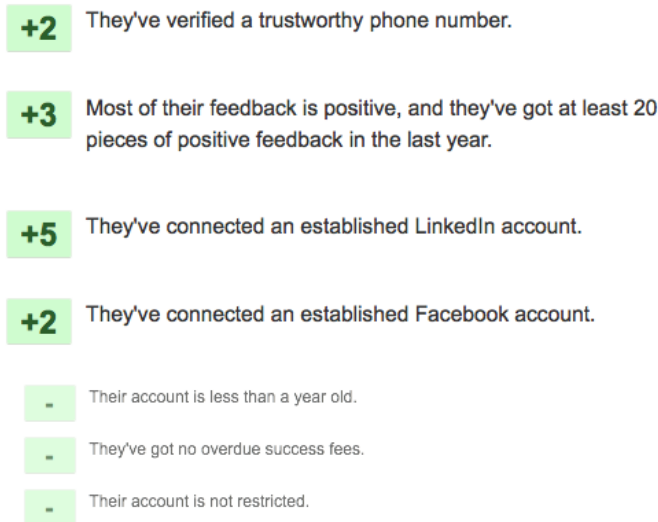 +2 They've verified a trustworthy phone number.
+3 Most of their feedback is positive, and they've got at least 20
pieces of positive feedback in the last year.
+5 They've connected an established LinkedIn account.
+2 They've connected an established Facebook account.
- Their account is less than a year old.
- They've got no overdue success fees.
- Their account is not restricted.